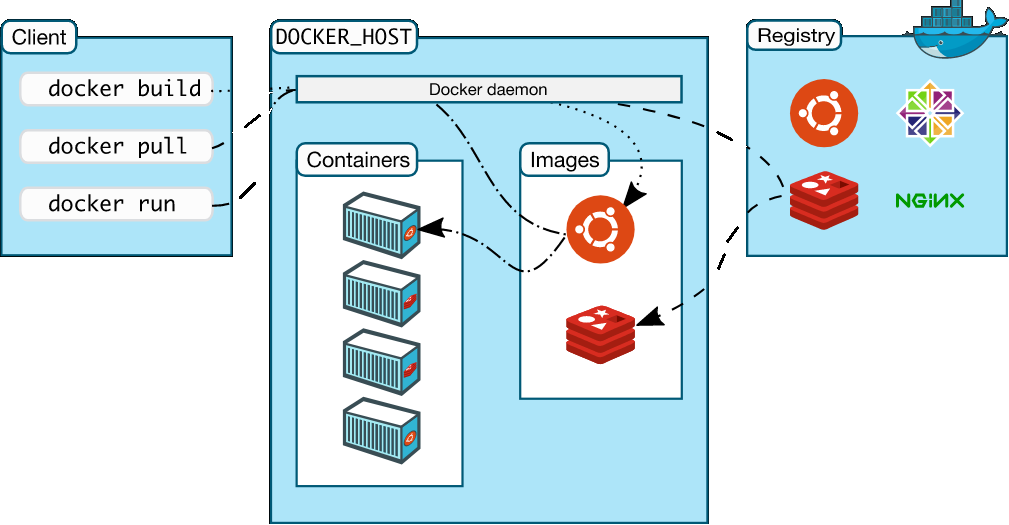 Client
docker build
docker pull
docker run
DOCKER_HOST
Docker daemon
Containers
Images
Registry
NGINX